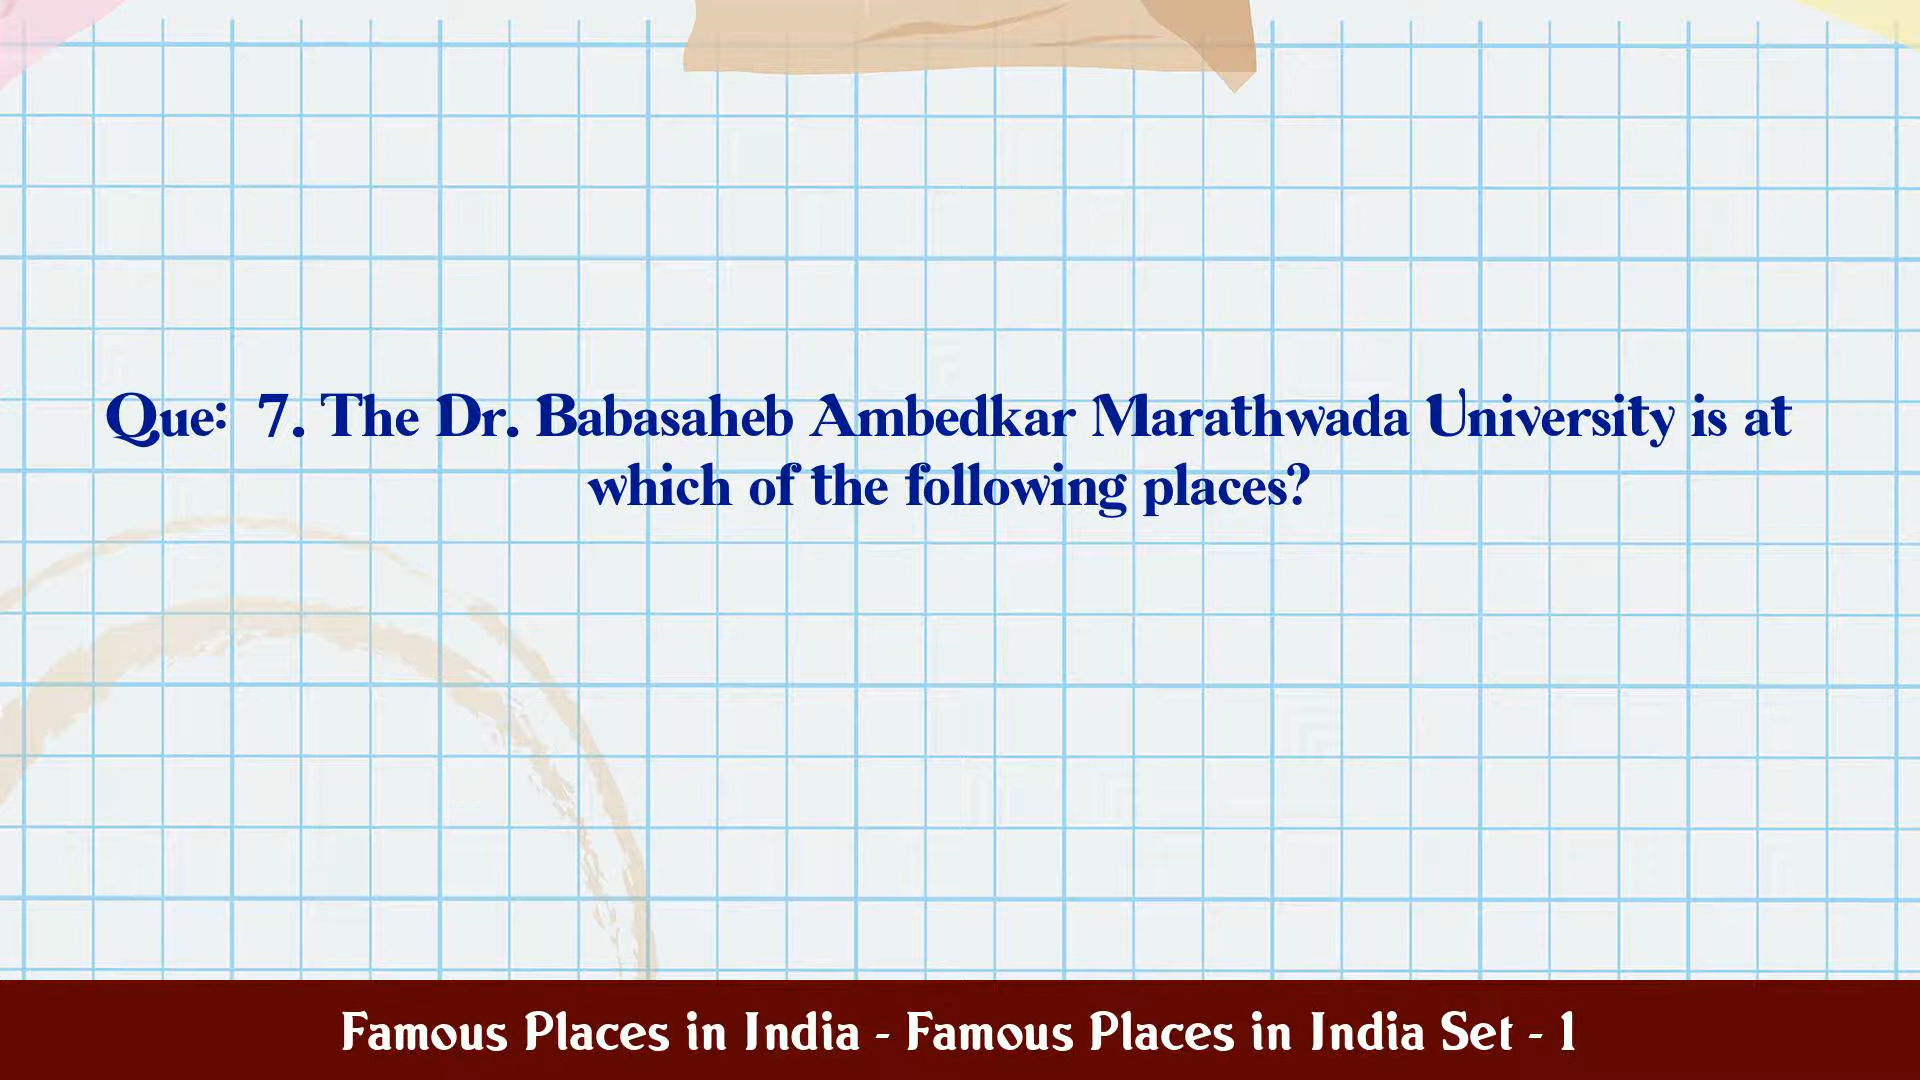 Que: 7. The Dr. Babasaheb Ambedkar Marathwada University is at
which of the following places?
Famous Places in India - Famous Places in India Set - 1